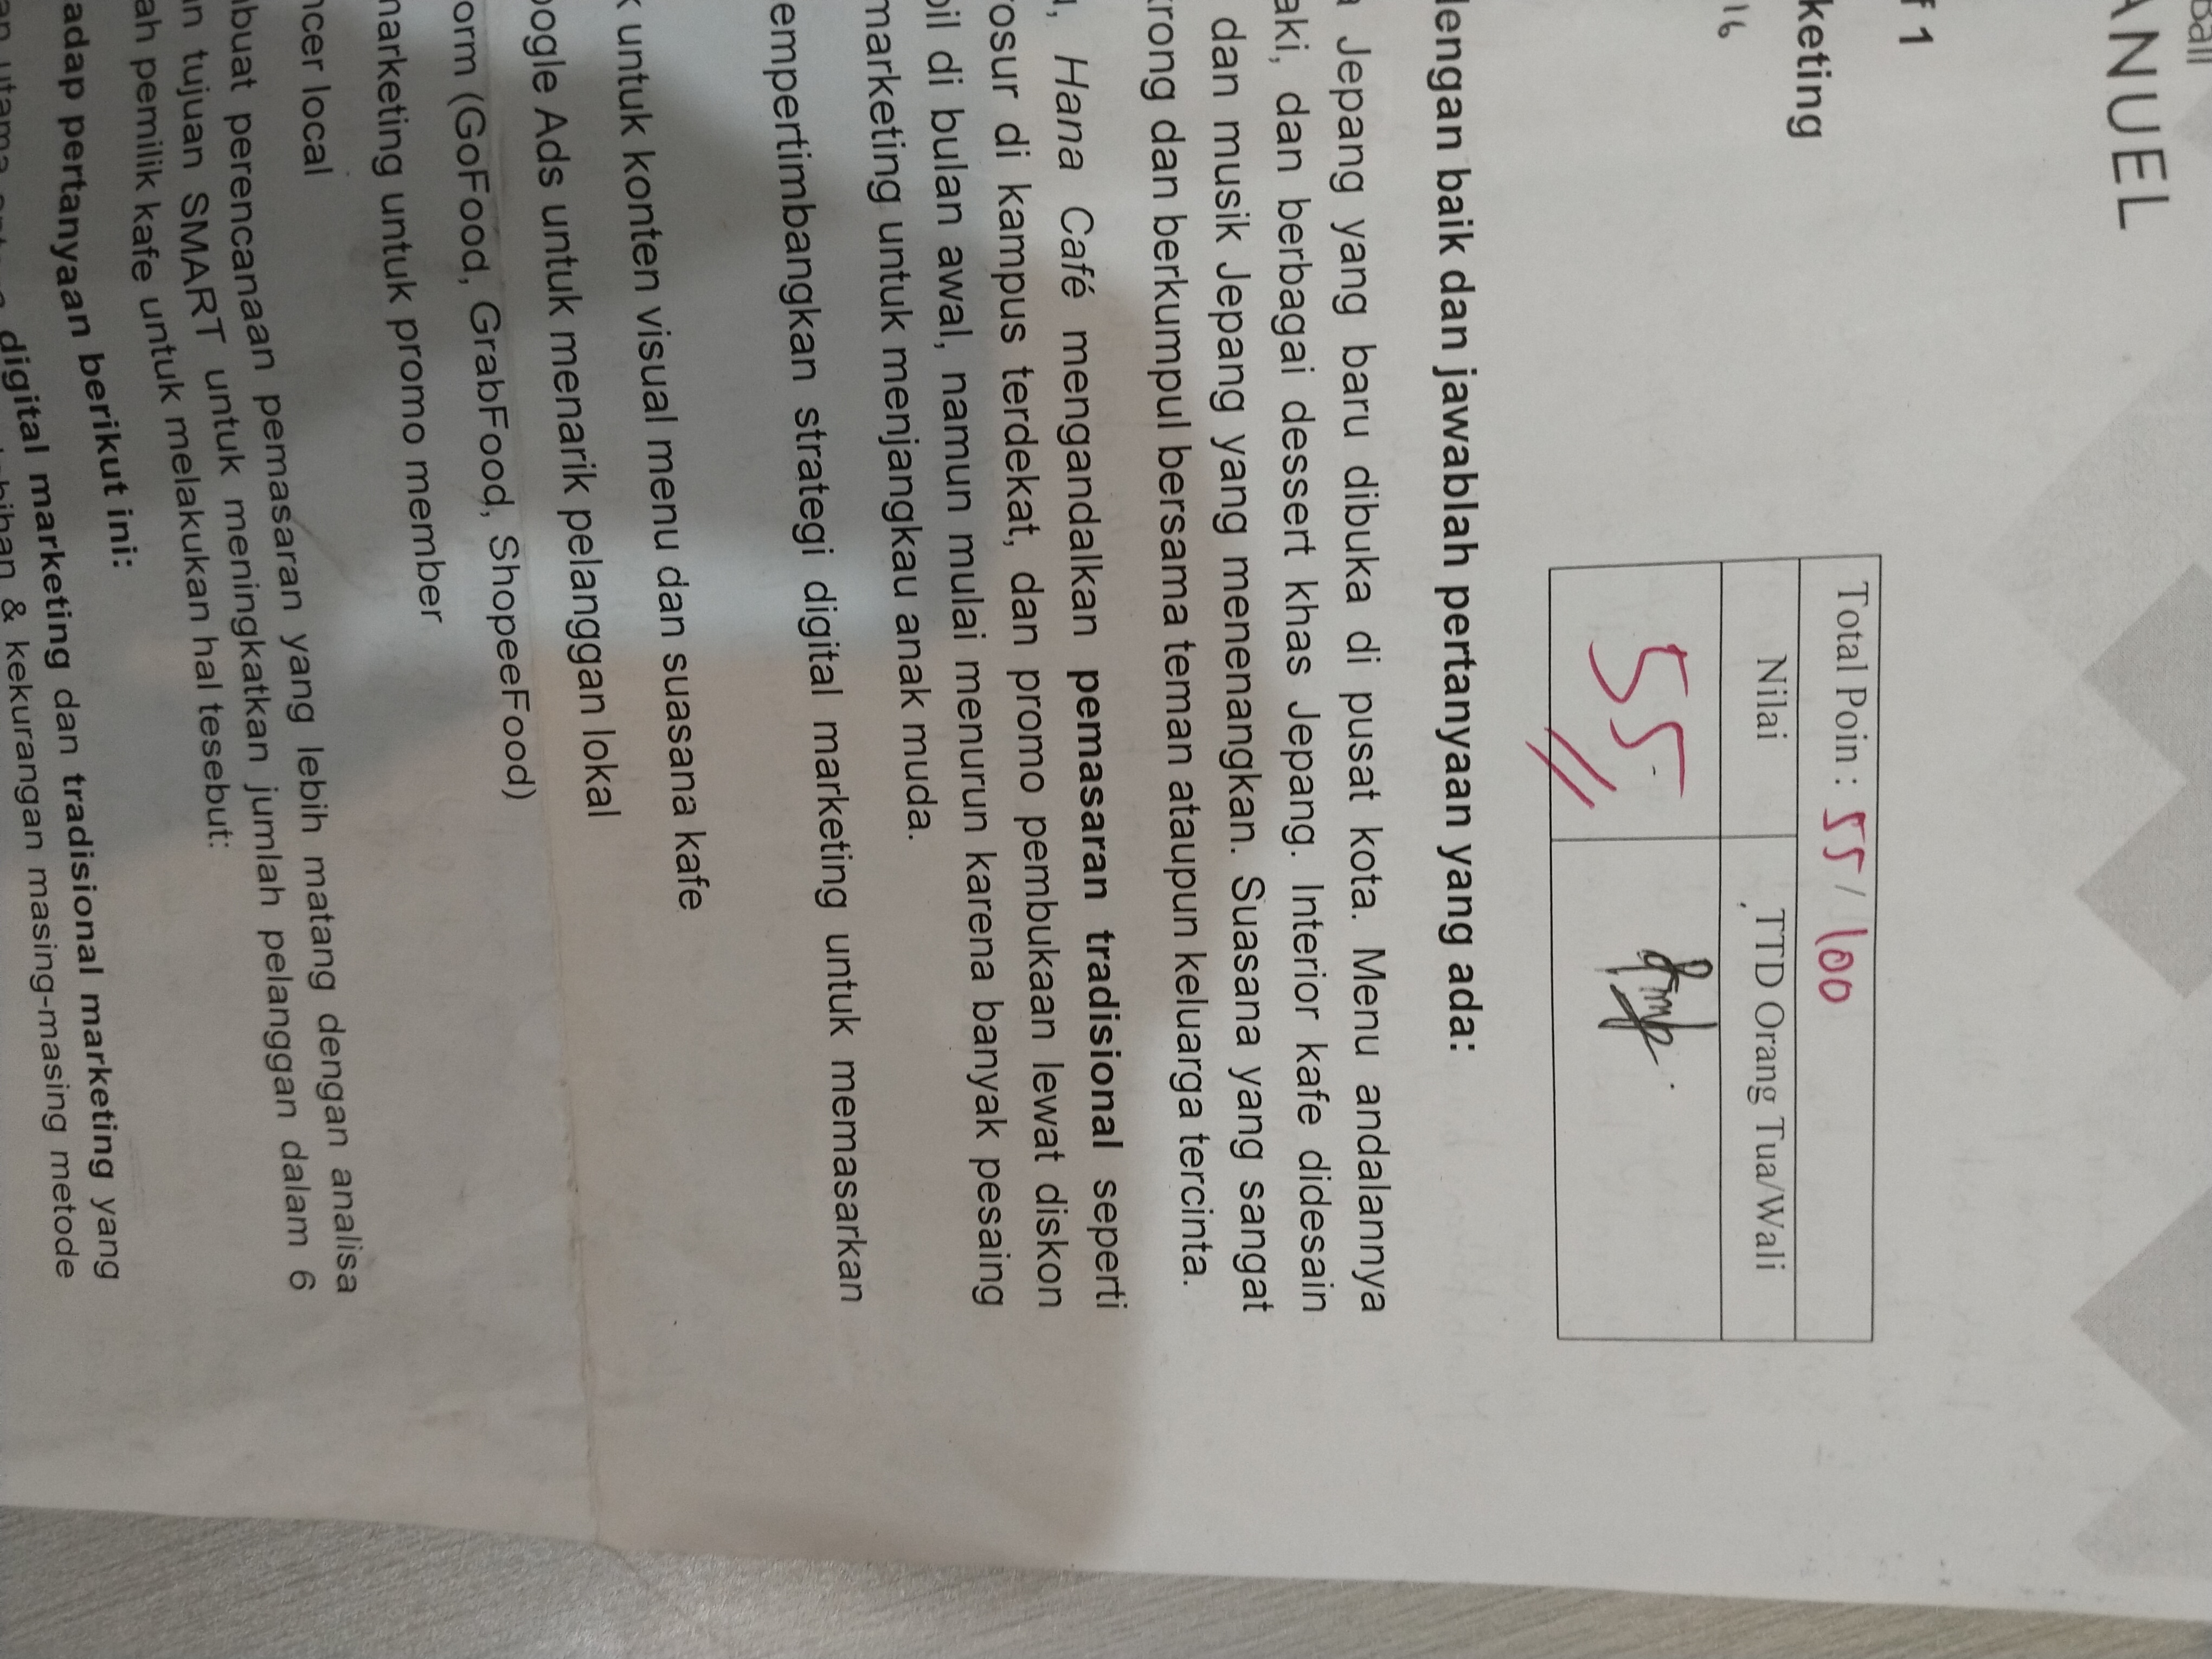 Bali
ANUEL
f 1
keting
16
Total Poin : 55 / 100
Nilai
TTD Orang Tua/Wali
55
dengan baik dan jawablah pertanyaan yang ada:
Jepang yang baru dibuka di pusat kota. Menu andalannya
aki, dan berbagai dessert khas Jepang. Interior kafe didesain
dan musik Jepang yang menenangkan. Suasana yang sangat
krong dan berkumpul bersama teman ataupun keluarga tercinta.
Hana Café mengandalkan pemasaran tradisional seperti
rosur di kampus terdekat, dan promo pembukaan lewat diskon
bil di bulan awal, namun mulai menurun karena banyak pesaing
marketing untuk menjangkau anak muda.
empertimbangkan strategi digital marketing untuk memasarkan
k untuk konten visual menu dan suasana kafe
oogle Ads untuk menarik pelanggan lokal
orm (GoFood, GrabFood, ShopeeFood)
marketing untuk promo member
ncer local
nbuat perencanaan pemasaran yang lebih matang dengan analisa
n tujuan SMART untuk meningkatkan jumlah pelanggan dalam 6
ah pemilik kafe untuk melakukan hal tesebut:
adap pertanyaan berikut ini:
utama antara digital marketing dan tradisional marketing yang
ebihan & kekurangan masing-masing metode